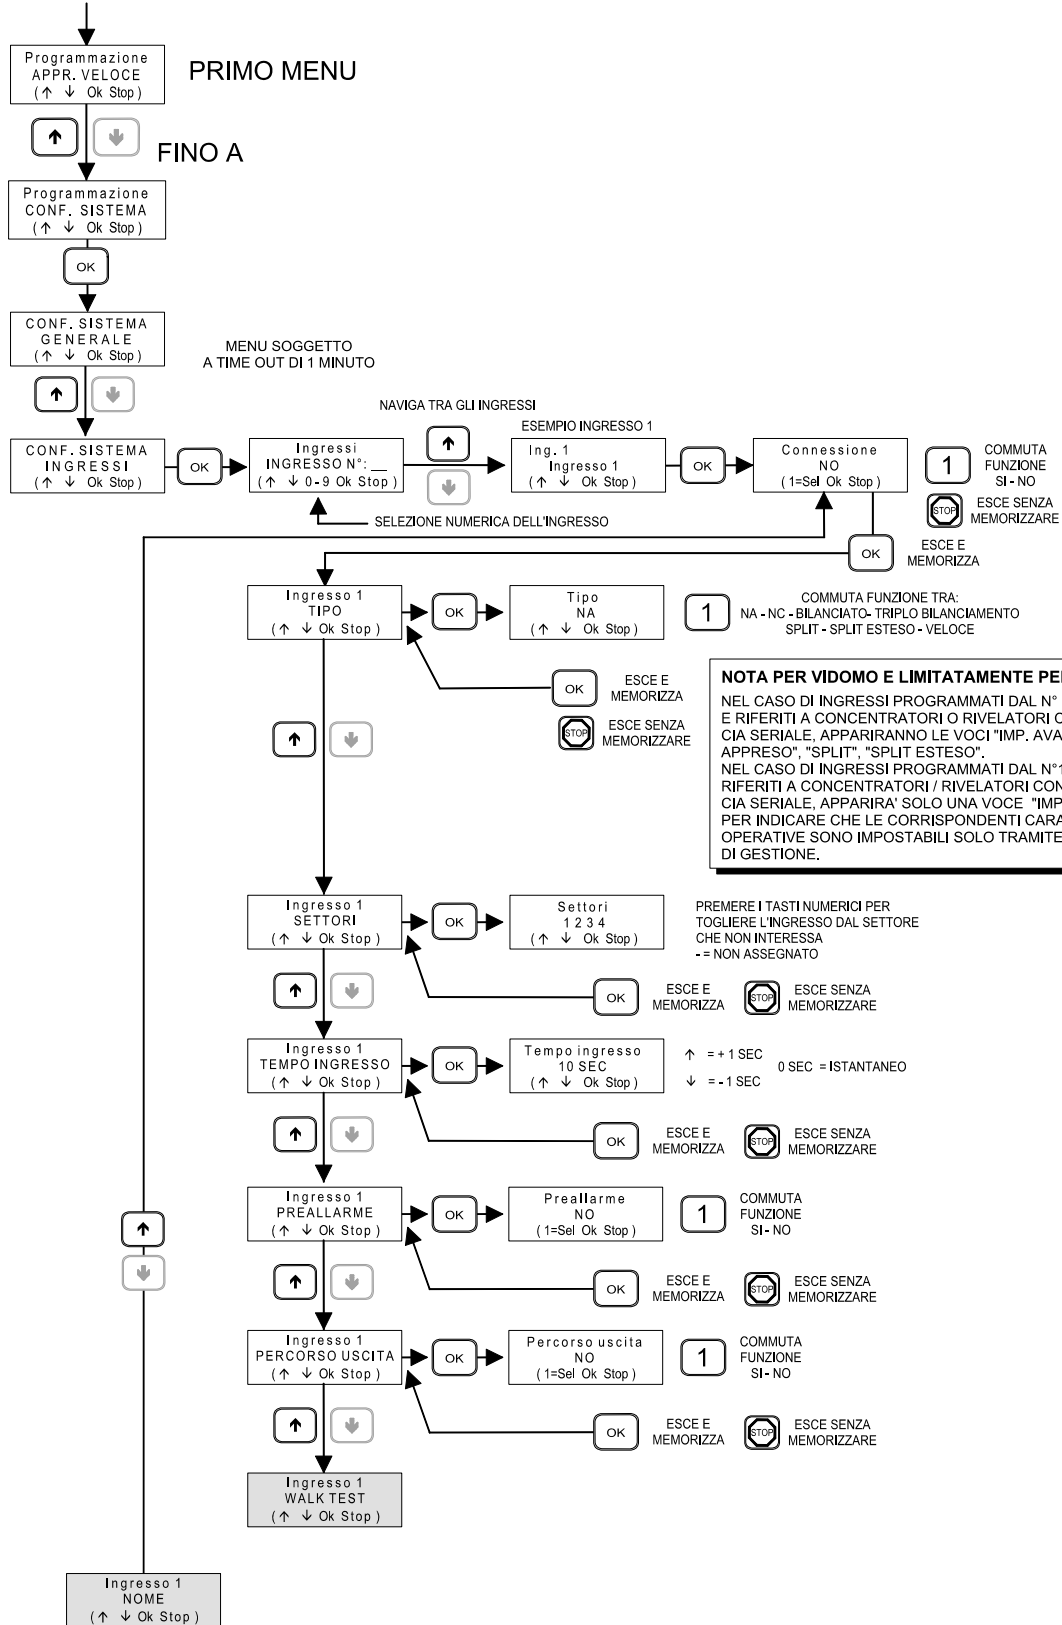 Programmazione
APPR. VELOCE
(↑ ↓ Ok Stop)
PRIMO MENU
FINO A
Programmazione
CONF. SISTEMA
(↑ ↓ Ok Stop)
OK
CONF. SISTEMA
GENERALE
(↑ ↓ Ok Stop)
MENU SOGGETTO
A TIME OUT DI 1 MINUTO
NAVIGA TRA GLI INGRESSI
ESEMPIO INGRESSO 1
CONF. SISTEMA
INGRESSI
(↑ ↓ Ok Stop)
OK
Ingressi
INGRESSO N°: __
(↑ ↓ 0-9 Ok Stop)
Ing. 1
Ingresso 1
(↑ ↓ Ok Stop)
OK
Connessione
NO
(1=Sel Ok Stop)
1
COMMUTA
FUNZIONE
SI - NO
STOP
ESCE SENZA
MEMORIZZARE
SELEZIONE NUMERICA DELL'INGRESSO
OK
ESCE E
MEMORIZZA
Ingresso 1
TIPO
(↑ ↓ Ok Stop)
OK
Tipo
NA
(↑ ↓ Ok Stop)
1
COMMUTA FUNZIONE TRA:
NA - NC - BILANCIATO- TRIPLO BILANCIAMENTO
SPLIT - SPLIT ESTESO - VELOCE
OK
ESCE E
MEMORIZZA
STOP
ESCE SENZA
MEMORIZZARE
NOTA PER VIDOMO E LIMITATAMENTE PE
NEL CASO DI INGRESSI PROGRAMMATI DAL N°
E RIFERITI A CONCENTRATORI O RIVELATORI
CIA SERIALE, APPARIRANNO LE VOCI "IMP. AVA
APPRESO", "SPLIT", "SPLIT ESTESO".
NEL CASO DI INGRESSI PROGRAMMATI DAL N°1
RIFERITI A CONCENTRATORI / RIVELATORI CON
CIA SERIALE, APPARIRA' SOLO UNA VOCE "IMP
PER INDICARE CHE LE CORRISPONDENTI CARA
OPERATIVE SONO IMPOSTABILI SOLO TRAMITE
DI GESTIONE.
Ingresso 1
SETTORI
(↑ ↓ Ok Stop)
OK
Settori
1 2 3 4
(↑ ↓ Ok Stop)
PREMERE I TASTI NUMERICI PER
TOGLIERE L'INGRESSO DAL SETTORE
CHE NON INTERESSA
- = NON ASSEGNATO
OK
ESCE E
MEMORIZZA
STOP
ESCE SENZA
MEMORIZZARE
Ingresso 1
TEMPO INGRESSO
(↑ ↓ Ok Stop)
OK
Tempo ingresso
10 SEC
(↑ ↓ Ok Stop)
↑ = + 1 SEC
↓ = - 1 SEC
0 SEC = ISTANTANEO
OK
ESCE E
MEMORIZZA
STOP
ESCE SENZA
MEMORIZZARE
Ingresso 1
PREALLARME
(↑ ↓ Ok Stop)
OK
Preallarme
NO
(1=Sel Ok Stop)
1
COMMUTA
FUNZIONE
SI - NO
OK
ESCE E
MEMORIZZA
STOP
ESCE SENZA
MEMORIZZARE
Ingresso 1
PERCORSO USCITA
(↑ ↓ Ok Stop)
OK
Percorso uscita
NO
(1=Sel Ok Stop)
1
COMMUTA
FUNZIONE
SI - NO
OK
ESCE E
MEMORIZZA
STOP
ESCE SENZA
MEMORIZZARE
Ingresso 1
WALK TEST
(↑ ↓ Ok Stop)
Ingresso 1
NOME
(↑ ↓ Ok Stop)